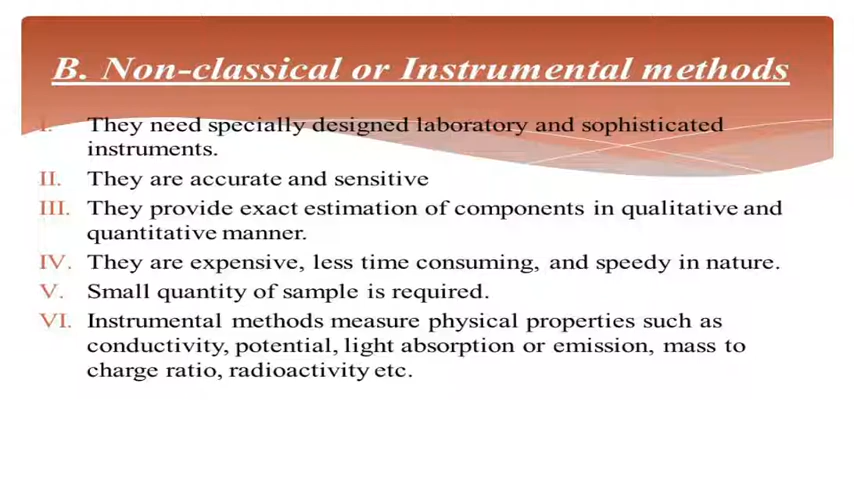 B. Non-classical or Instrumental methods
I. They need specially designed laboratory and sophisticated
instruments.
II. They are accurate and sensitive
III. They provide exact estimation of components in qualitative and
quantitative manner.
IV. They are expensive, less time consuming, and speedy in nature.
V. Small quantity of sample is required.
VI. Instrumental methods measure physical properties such as
conductivity, potential, light absorption or emission, mass to
charge ratio, radioactivity etc.